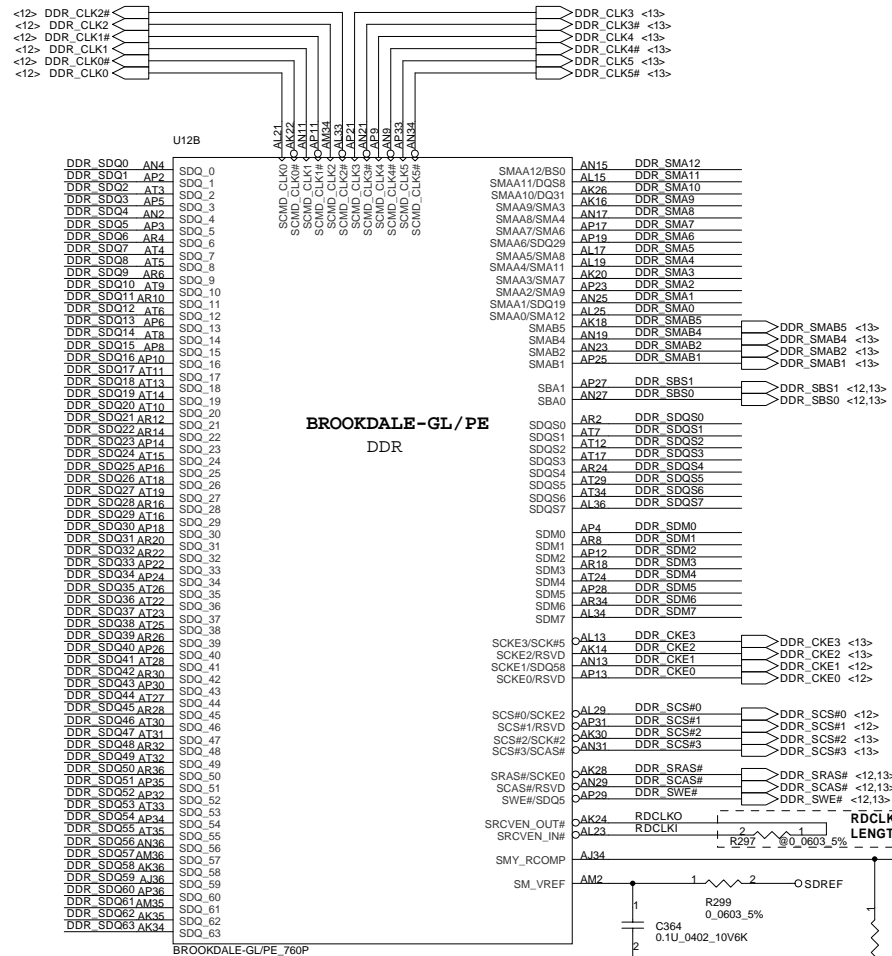 <12> DDR_CLK2#
<12> DDR_CLK2
<12> DDR_CLK1#
<12> DDR_CLK1
<12> DDR_CLK0#
<12> DDR_CLK0
DDR_CLK3 <13>
DDR_CLK3# <13>
DDR_CLK4 <13>
DDR_CLK4# <13>
DDR_CLK5 <13>
DDR_CLK5# <13>
U12B
AL21 SCMD_CLK0
AK22 SCMD_CLK0#
AN11 SCMD_CLK1
AP11 SCMD_CLK1#
AM34 SCMD_CLK2
AL33 SCMD_CLK2#
AP21 SCMD_CLK3
AN21 SCMD_CLK3#
AP9 SCMD_CLK4
AN9 SCMD_CLK4#
AP33 SCMD_CLK5
AN34 SCMD_CLK5#
DDR_SDQ0 AN4 SDQ_0
DDR_SDQ1 AP2 SDQ_1
DDR_SDQ2 AT3 SDQ_2
DDR_SDQ3 AP5 SDQ_3
DDR_SDQ4 AN2 SDQ_4
DDR_SDQ5 AP3 SDQ_5
DDR_SDQ6 AR4 SDQ_6
DDR_SDQ7 AT4 SDQ_7
DDR_SDQ8 AT5 SDQ_8
DDR_SDQ9 AR6 SDQ_9
DDR_SDQ10 AT9 SDQ_10
DDR_SDQ11 AR10 SDQ_11
DDR_SDQ12 AT6 SDQ_12
DDR_SDQ13 AP6 SDQ_13
DDR_SDQ14 AT8 SDQ_14
DDR_SDQ15 AP8 SDQ_15
DDR_SDQ16 AP10 SDQ_16
DDR_SDQ17 AT11 SDQ_17
DDR_SDQ18 AT13 SDQ_18
DDR_SDQ19 AT14 SDQ_19
DDR_SDQ20 AT10 SDQ_20
DDR_SDQ21 AR12 SDQ_21
DDR_SDQ22 AR14 SDQ_22
DDR_SDQ23 AP14 SDQ_23
DDR_SDQ24 AT15 SDQ_24
DDR_SDQ25 AP16 SDQ_25
DDR_SDQ26 AT18 SDQ_26
DDR_SDQ27 AT19 SDQ_27
DDR_SDQ28 AR16 SDQ_28
DDR_SDQ29 AT16 SDQ_29
DDR_SDQ30 AP18 SDQ_30
DDR_SDQ31 AR20 SDQ_31
DDR_SDQ32 AR22 SDQ_32
DDR_SDQ33 AP22 SDQ_33
DDR_SDQ34 AP24 SDQ_34
DDR_SDQ35 AT26 SDQ_35
DDR_SDQ36 AT22 SDQ_36
DDR_SDQ37 AT23 SDQ_37
DDR_SDQ38 AT25 SDQ_38
DDR_SDQ39 AR26 SDQ_39
DDR_SDQ40 AP26 SDQ_40
DDR_SDQ41 AT28 SDQ_41
DDR_SDQ42 AR30 SDQ_42
DDR_SDQ43 AP30 SDQ_43
DDR_SDQ44 AT27 SDQ_44
DDR_SDQ45 AR28 SDQ_45
DDR_SDQ46 AT30 SDQ_46
DDR_SDQ47 AT31 SDQ_47
DDR_SDQ48 AR32 SDQ_48
DDR_SDQ49 AT32 SDQ_49
DDR_SDQ50 AR36 SDQ_50
DDR_SDQ51 AP35 SDQ_51
DDR_SDQ52 AP32 SDQ_52
DDR_SDQ53 AT33 SDQ_53
DDR_SDQ54 AP34 SDQ_54
DDR_SDQ55 AT35 SDQ_55
DDR_SDQ56 AN36 SDQ_56
DDR_SDQ57 AM36 SDQ_57
DDR_SDQ58 AK36 SDQ_58
DDR_SDQ59 AJ36 SDQ_59
DDR_SDQ60 AP36 SDQ_60
DDR_SDQ61 AM35 SDQ_61
DDR_SDQ62 AK35 SDQ_62
DDR_SDQ63 AK34 SDQ_63
BROOKDALE-GL/PE
DDR
SMAA12/BS0 AN15 DDR_SMA12
SMAA11/DQS8 AL15 DDR_SMA11
SMAA10/DQ31 AK26 DDR_SMA10
SMAA9/SMA3 AK16 DDR_SMA9
SMAA8/SMA4 AN17 DDR_SMA8
SMAA7/SMA6 AP17 DDR_SMA7
SMAA6/SDQ29 AP19 DDR_SMA6
SMAA5/SMA8 AL17 DDR_SMA5
SMAA4/SMA11 AL19 DDR_SMA4
SMAA3/SMA7 AK20 DDR_SMA3
SMAA2/SMA9 AP23 DDR_SMA2
SMAA1/SDQ19 AN25 DDR_SMA1
SMAA0/SMA12 AL25 DDR_SMA0
SMAB5 AK18 DDR_SMAB5 DDR_SMAB5 <13>
SMAB4 AN19 DDR_SMAB4 DDR_SMAB4 <13>
SMAB2 AN23 DDR_SMAB2 DDR_SMAB2 <13>
SMAB1 AP25 DDR_SMAB1 DDR_SMAB1 <13>
SBA1 AP27 DDR_SBS1 DDR_SBS1 <12,13>
SBA0 AN27 DDR_SBS0 DDR_SBS0 <12,13>
SDQS0 AR2 DDR_SDQS0
SDQS1 AT7 DDR_SDQS1
SDQS2 AT12 DDR_SDQS2
SDQS3 AT17 DDR_SDQS3
SDQS4 AR24 DDR_SDQS4
SDQS5 AT29 DDR_SDQS5
SDQS6 AT34 DDR_SDQS6
SDQS7 AL36 DDR_SDQS7
SDM0 AP4 DDR_SDM0
SDM1 AR8 DDR_SDM1
SDM2 AP12 DDR_SDM2
SDM3 AR18 DDR_SDM3
SDM4 AT24 DDR_SDM4
SDM5 AP28 DDR_SDM5
SDM6 AR34 DDR_SDM6
SDM7 AL34 DDR_SDM7
SCKE3/SCK#5 AL13 DDR_CKE3 DDR_CKE3 <13>
SCKE2/RSVD AK14 DDR_CKE2 DDR_CKE2 <13>
SCKE1/SDQ58 AN13 DDR_CKE1 DDR_CKE1 <12>
SCKE0/RSVD AP13 DDR_CKE0 DDR_CKE0 <12>
SCS#0/SCKE2 AL29 DDR_SCS#0 DDR_SCS#0 <12>
SCS#1/RSVD AP31 DDR_SCS#1 DDR_SCS#1 <12>
SCS#2/SCK#2 AK30 DDR_SCS#2 DDR_SCS#2 <13>
SCS#3/SCAS# AN31 DDR_SCS#3 DDR_SCS#3 <13>
SRAS#/SCKE0 AK28 DDR_SRAS# DDR_SRAS# <12,13>
SCAS#/RSVD AN29 DDR_SCAS# DDR_SCAS# <12,13>
SWE#/SDQ5 AP29 DDR_SWE# DDR_SWE# <12,13>
SRCVEN_OUT# AK24 RDCLKO
SRCVEN_IN# AL23 RDCLKI
2 1
R297 @0_0603_5%
RDCLK
LENGT
SMY_RCOMP AJ34
SM_VREF AM2
1 2 SDREF
R299
0_0603_5%
1
C364
0.1U_0402_10V6K
2
1
BROOKDALE-GL/PE_760P